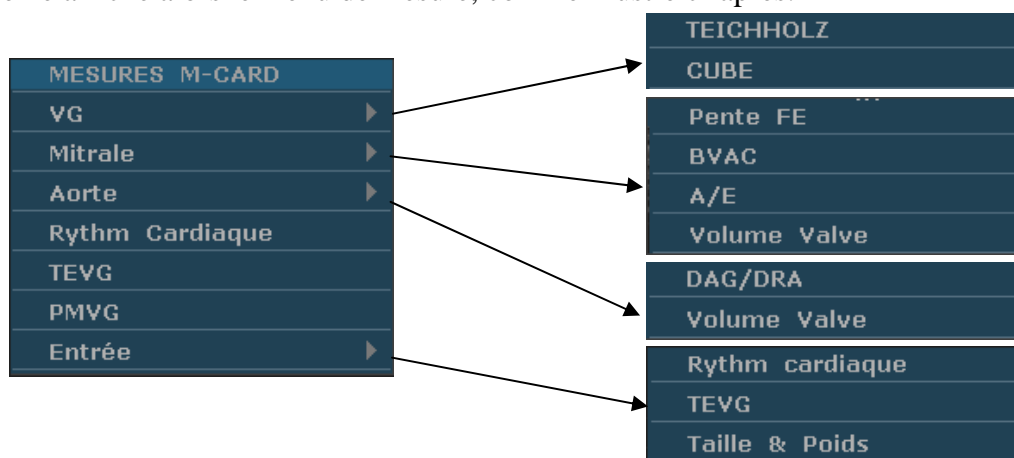 MESURES M-CARD
VG
Mitrale
Aorte
Rythm Cardiaque
TEVG
PMVG
Entrée
TEICHHOLZ
CUBE
Pente FE
BVAC
A/E
Volume Valve
DAG/DRA
Volume Valve
Rythm cardiaque
TEVG
Taille & Poids